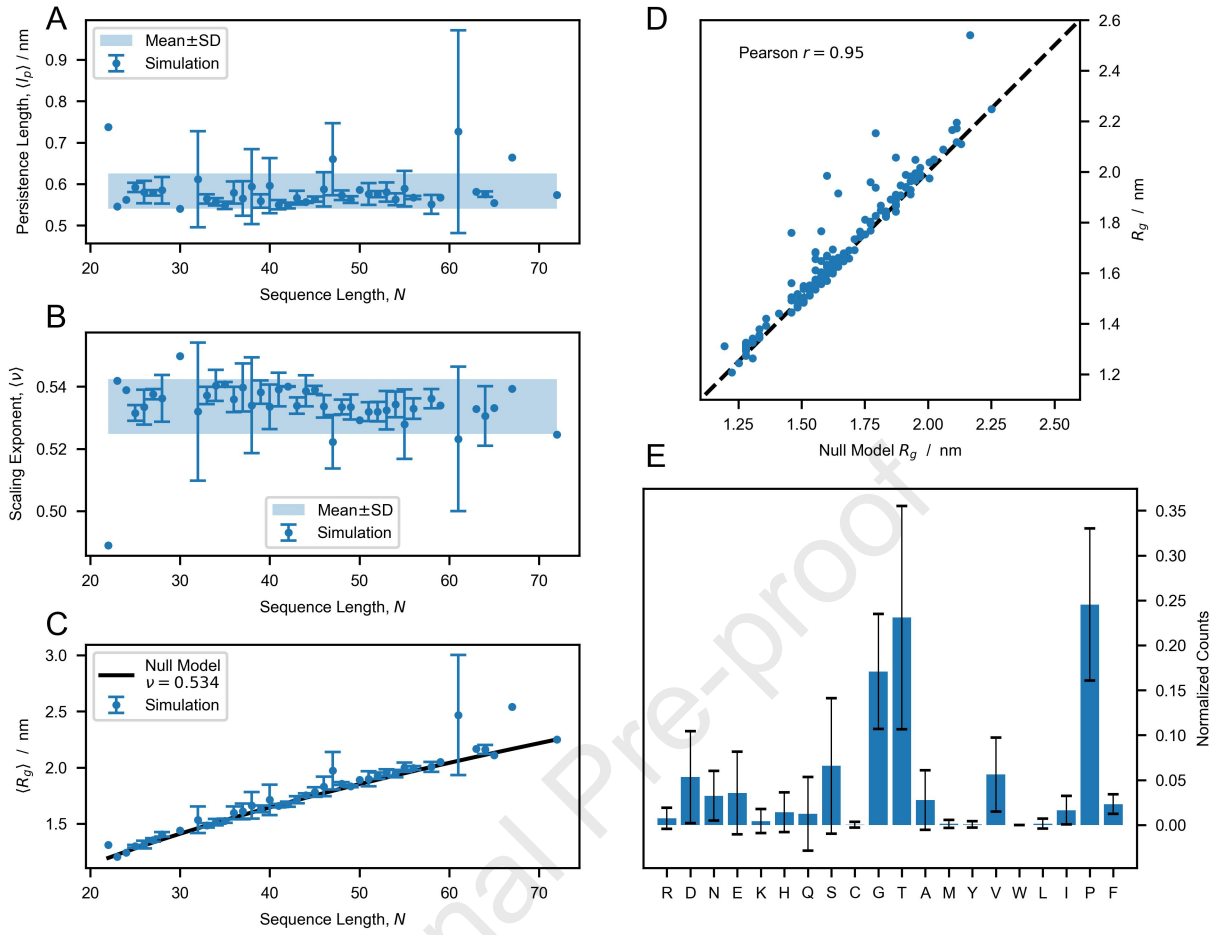 A
Persistence Length, ⟨lp⟩ / nm
Mean±SD
Simulation
0.9
0.8
0.7
0.6
0.5
20 30 40 50 60 70
Sequence Length, N
B
Scaling Exponent, ⟨ν⟩
0.54
0.52
0.50
Mean±SD
Simulation
20 30 40 50 60 70
Sequence Length, N
C
⟨Rg⟩ / nm
Null Model
ν = 0.534
Simulation
3.0
2.5
2.0
1.5
20 30 40 50 60 70
Sequence Length, N
D
Pearson r = 0.95
2.6
2.4
2.2
2.0
1.8
1.6
1.4
1.2
Rg / nm
1.25 1.50 1.75 2.00 2.25 2.50
Null Model Rg / nm
E
0.35
0.30
0.25
0.20
0.15
0.10
0.05
0.00
Normalized Counts
R D N E K H Q S C G T A M Y V W L I P F
nal Pre-proof